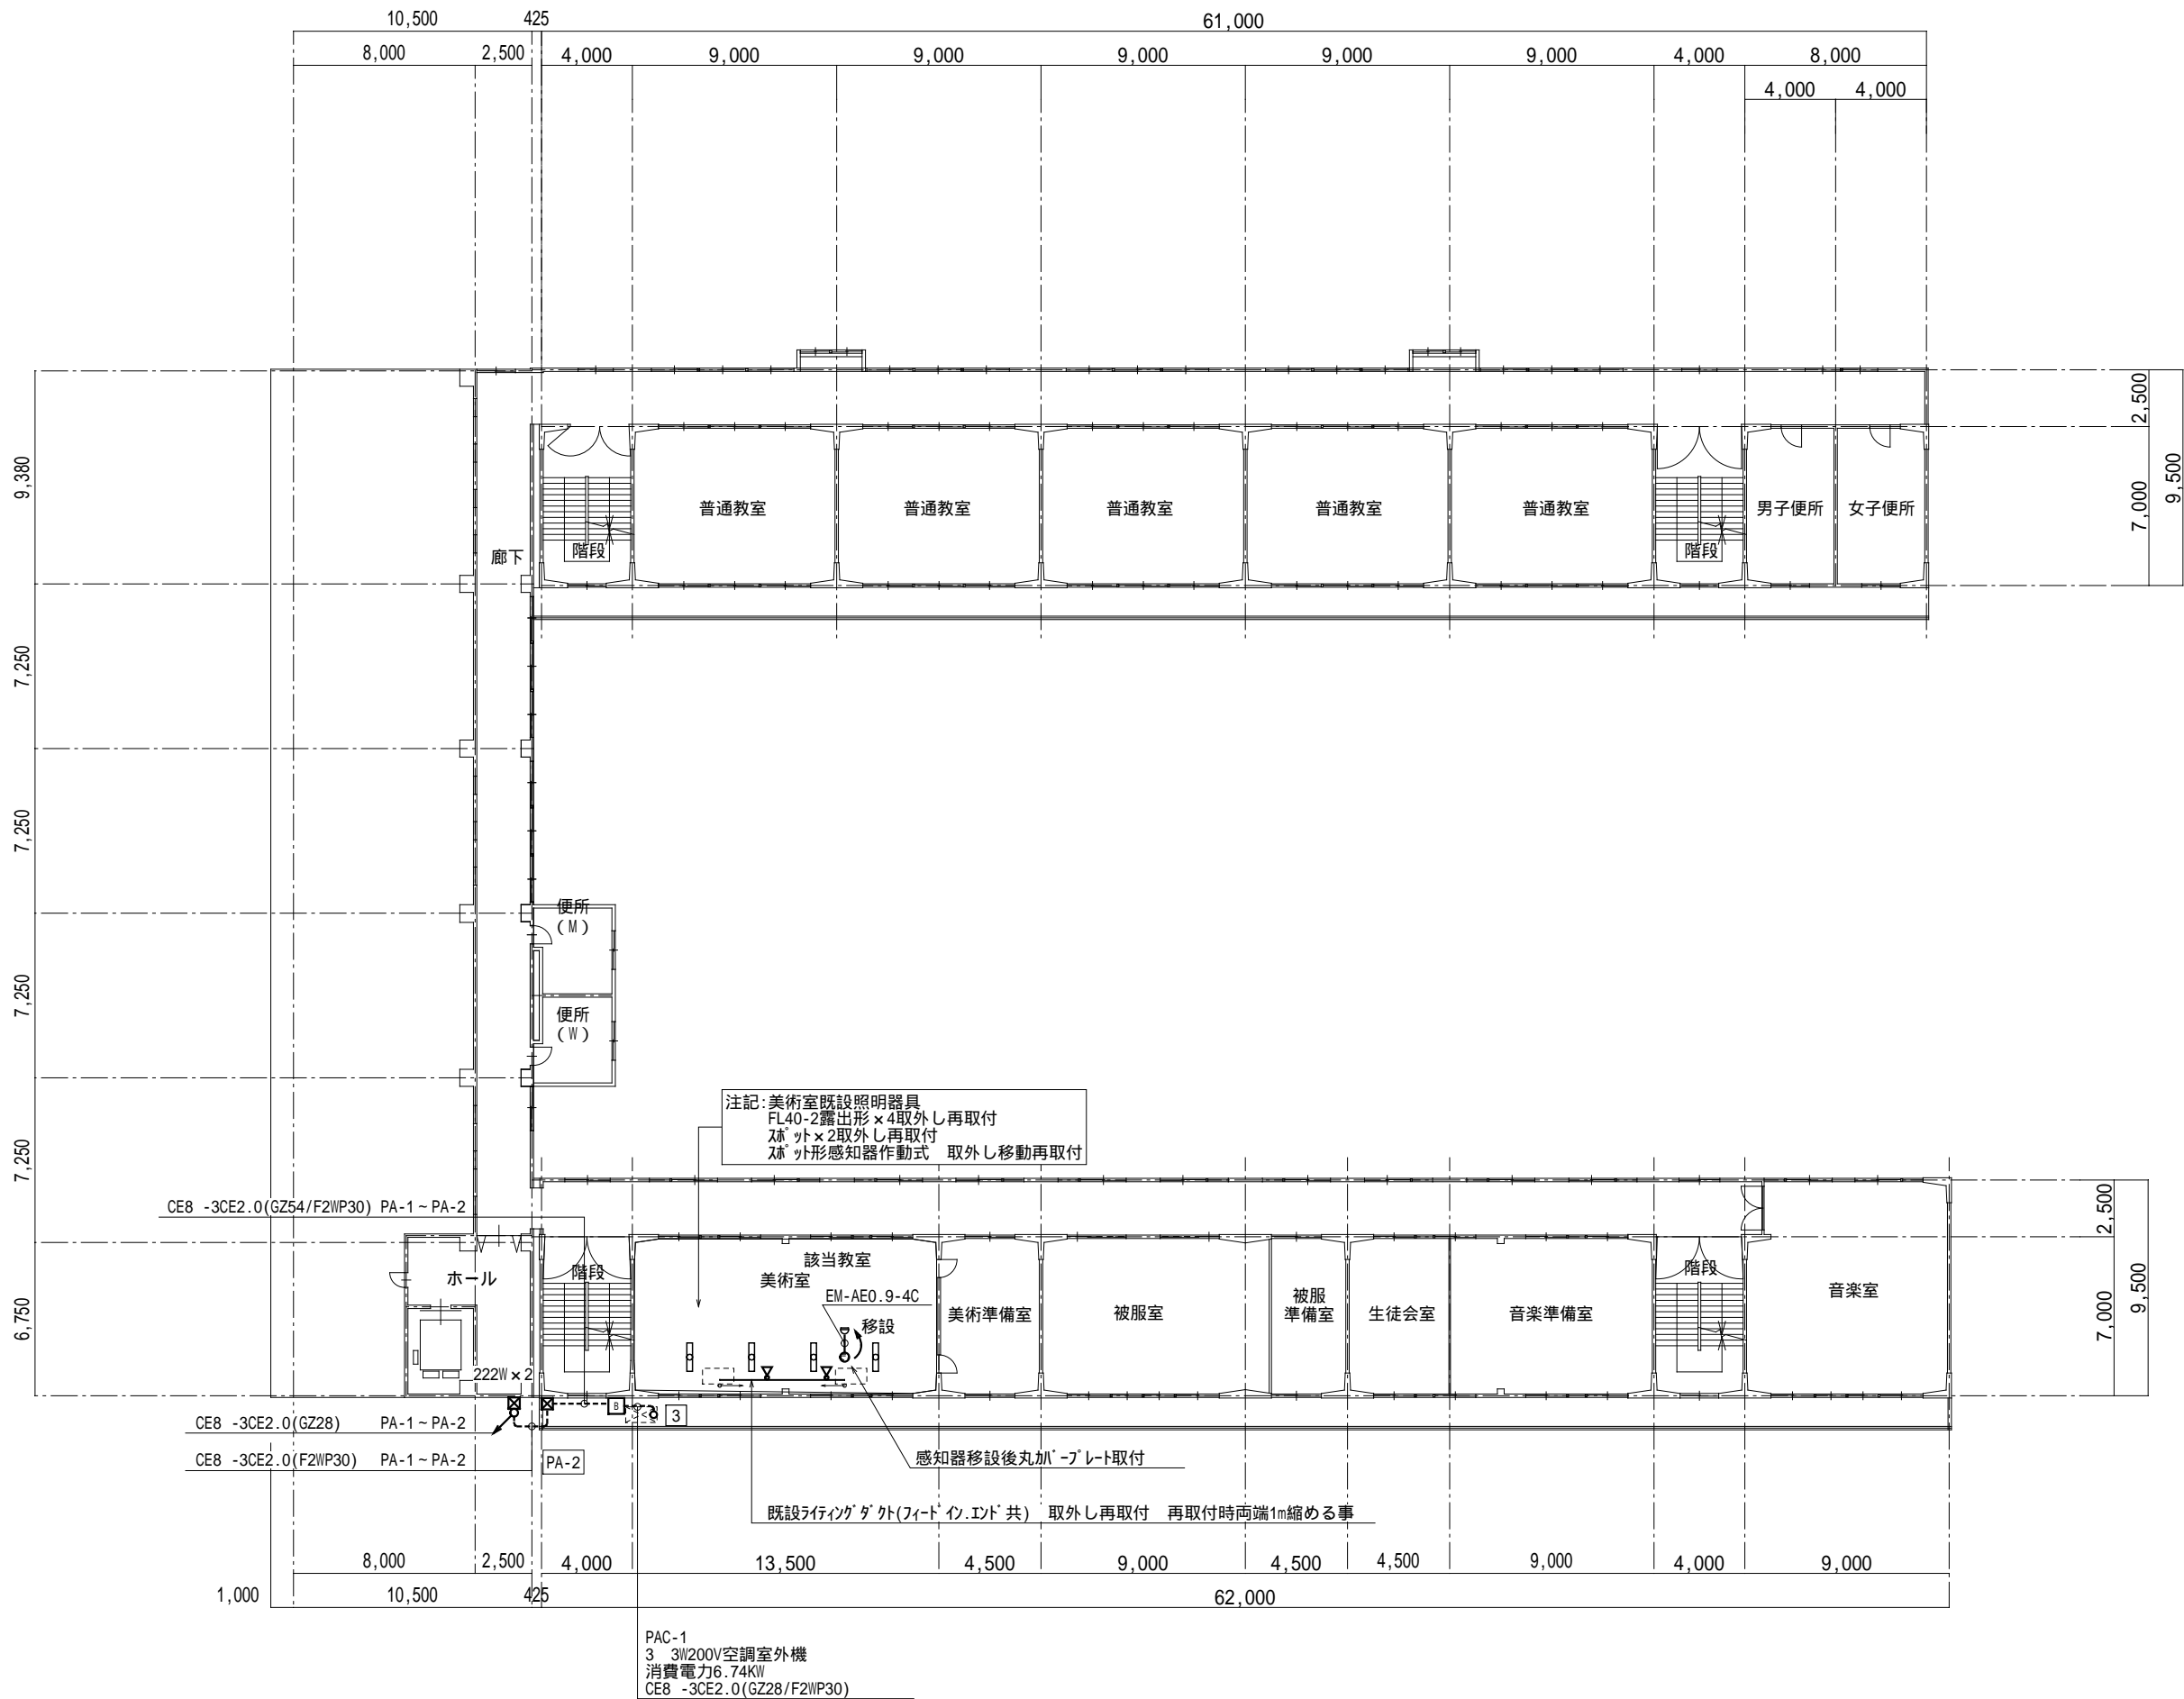 10,500
425
61,000
8,000
2,500
4,000
9,000
9,000
9,000
9,000
9,000
4,000
8,000
4,000
4,000
2,500
7,000
9,500
9,380
7,250
7,250
7,250
7,250
6,750
廊下
階段
普通教室
普通教室
普通教室
普通教室
普通教室
階段
男子便所
女子便所
便所
(M)
便所
(W)
注記:美術室既設照明器具
FL40-2露出形×4取外し再取付
スポット×2取外し再取付
スポット形感知器作動式 取外し移動再取付
CE8 -3CE2.0(GZ54/F2WP30) PA-1~PA-2
ホール
階段
該当教室
美術室
EM-AE0.9-4C
移設
美術準備室
被服室
被服
準備室
生徒会室
音楽準備室
階段
音楽室
2,500
7,000
9,500
222W×2
B
3
CE8 -3CE2.0(GZ28) PA-1~PA-2
CE8 -3CE2.0(F2WP30) PA-1~PA-2
PA-2
感知器移設後丸カバープレート取付
既設ライティングダクト(フィードイン.エンド共) 取外し再取付 再取付時両端1m縮める事
8,000
2,500
4,000
13,500
4,500
9,000
4,500
4,500
9,000
4,000
9,000
1,000
10,500
425
62,000
PAC-1
3 3W200V空調室外機
消費電力6.74KW
CE8 -3CE2.0(GZ28/F2WP30)